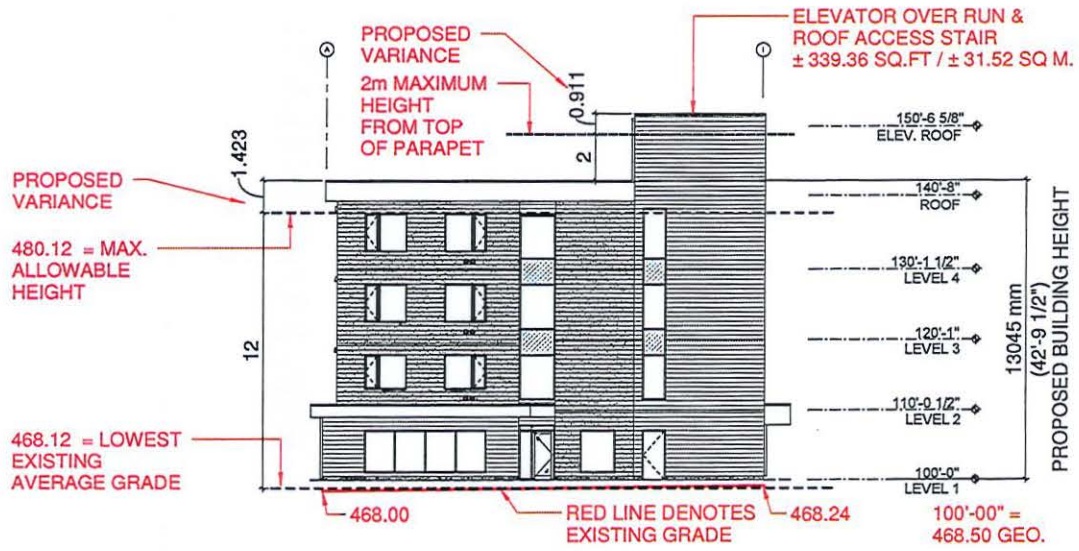 ELEVATOR OVER RUN &
ROOF ACCESS STAIR
± 339.36 SQ.FT / ± 31.52 SQ M.
PROPOSED
VARIANCE
2m MAXIMUM
HEIGHT
FROM TOP
OF PARAPET
A
0.911
2
I
150'-6 5/8"
ELEV. ROOF
1.423
PROPOSED
VARIANCE
140'-8"
ROOF
480.12 = MAX.
ALLOWABLE
HEIGHT
130'-1 1/2"
LEVEL 4
12
120'-1"
LEVEL 3
13045 mm
(42'-9 1/2")
PROPOSED BUILDING HEIGHT
110'-0 1/2"
LEVEL 2
468.12 = LOWEST
EXISTING
AVERAGE GRADE
100'-0"
LEVEL 1
468.00
RED LINE DENOTES
EXISTING GRADE
468.24
100'-00" =
468.50 GEO.